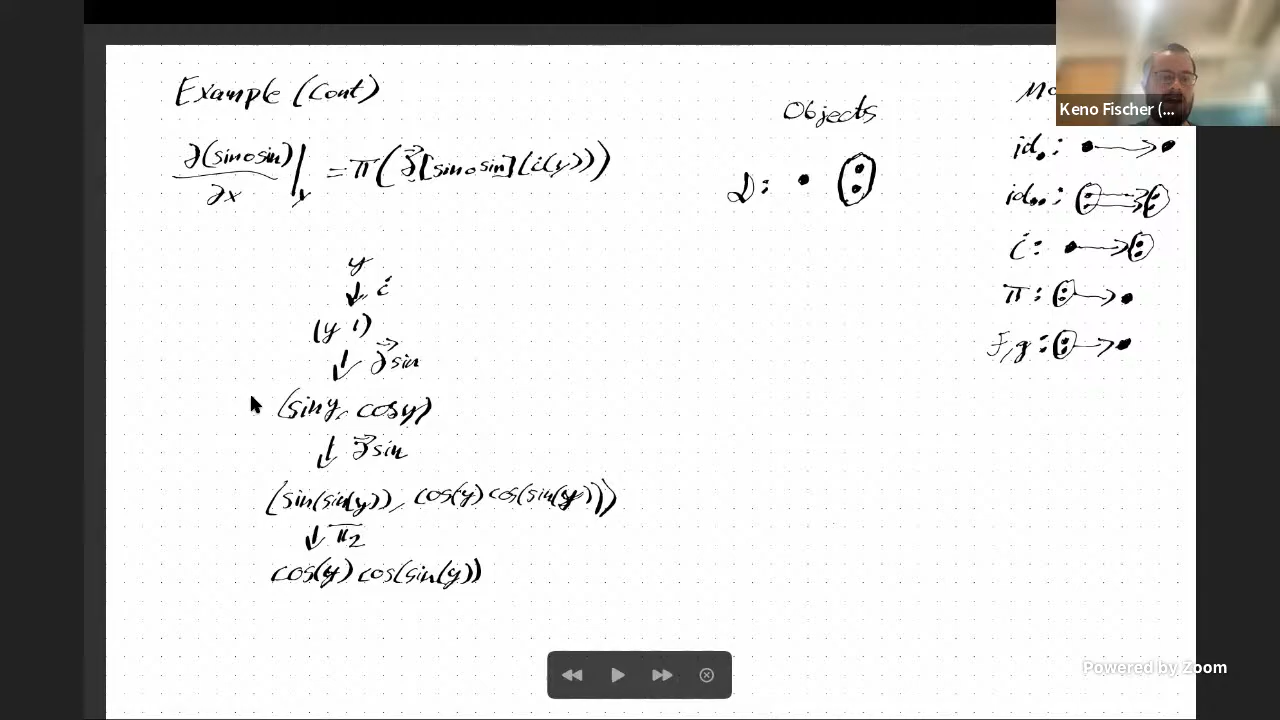 Example (Cont)
∂(sin∘sin)/∂x |y = π(∂⃗[sin∘sin](i(y)))
y
↓ i
(y 1)
↓ ∂⃗ sin
(sin y, cos y)
↓ ∂⃗ sin
(sin(sin(y)), cos(y) cos(sin(y)))
↓ π₂
cos(y) cos(sin(y))
Objects
D: • (:)
id. : • → •
id.. : (:) → (:)
i : • → (:)
π : (:) → •
f, g : (:) → •
Keno Fischer (...
Powered by Zoom